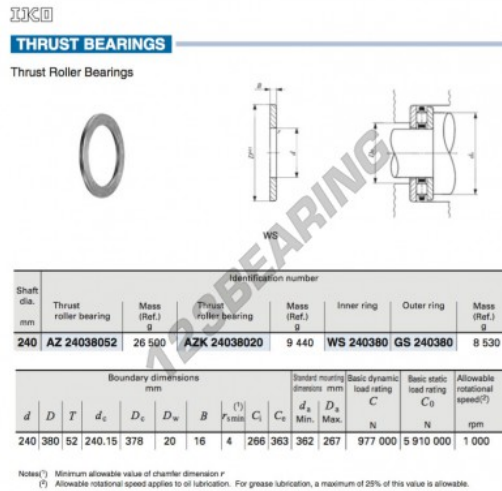 IKO
THRUST BEARINGS
Thrust Roller Bearings
B
d
WS
123BEARING
Identification number
Shaft dia. mm Thrust roller bearing Mass (Ref.) g Thrust roller bearing Mass (Ref.) g Inner ring Outer ring Mass (Ref.) g
240 AZ 24038052 26 500 AZK 24038020 9 440 WS 240380 GS 240380 8 530
Boundary dimensions mm Standard mounting dimensions mm Basic dynamic load rating C N Basic static load rating C0 N Allowable rotational speed(2) rpm
d D T dc Dc Dw B rs min(1) Ci Ce da Min. Da Max.
240 380 52 240.15 378 20 16 4 266 363 362 267 977 000 5 910 000 1 000
Notes(1) Minimum allowable value of chamfer dimension r
(2) Allowable rotational speed applies to oil lubrication. For grease lubrication, a maximum of 25% of this value is allowable.